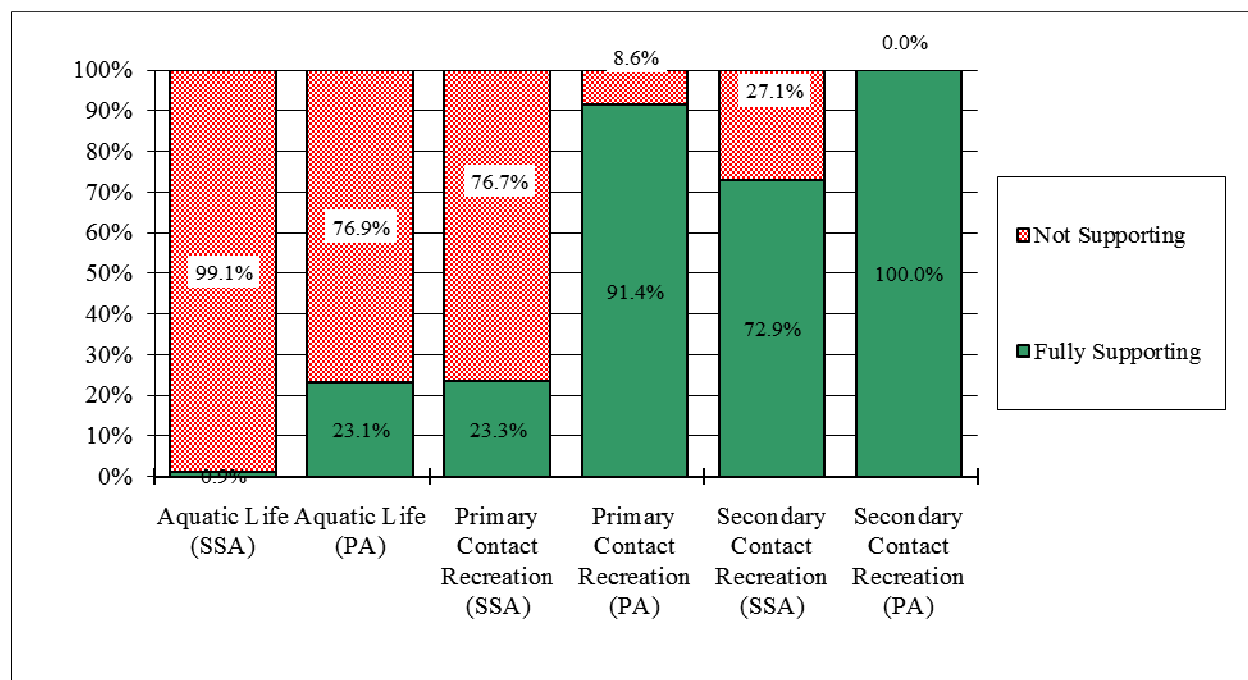 0.0%
8.6%
100%
90%
80%
70%
60%
50%
40%
30%
20%
10%
0%
27.1%
76.7%
76.9%
99.1%
91.4%
100.0%
72.9%
23.1%
23.3%
0.9%
Aquatic Life
(SSA)
Aquatic Life
(PA)
Primary
Contact
Recreation
(SSA)
Primary
Contact
Recreation
(PA)
Secondary
Contact
Recreation
(SSA)
Secondary
Contact
Recreation
(PA)
Not Supporting
Fully Supporting